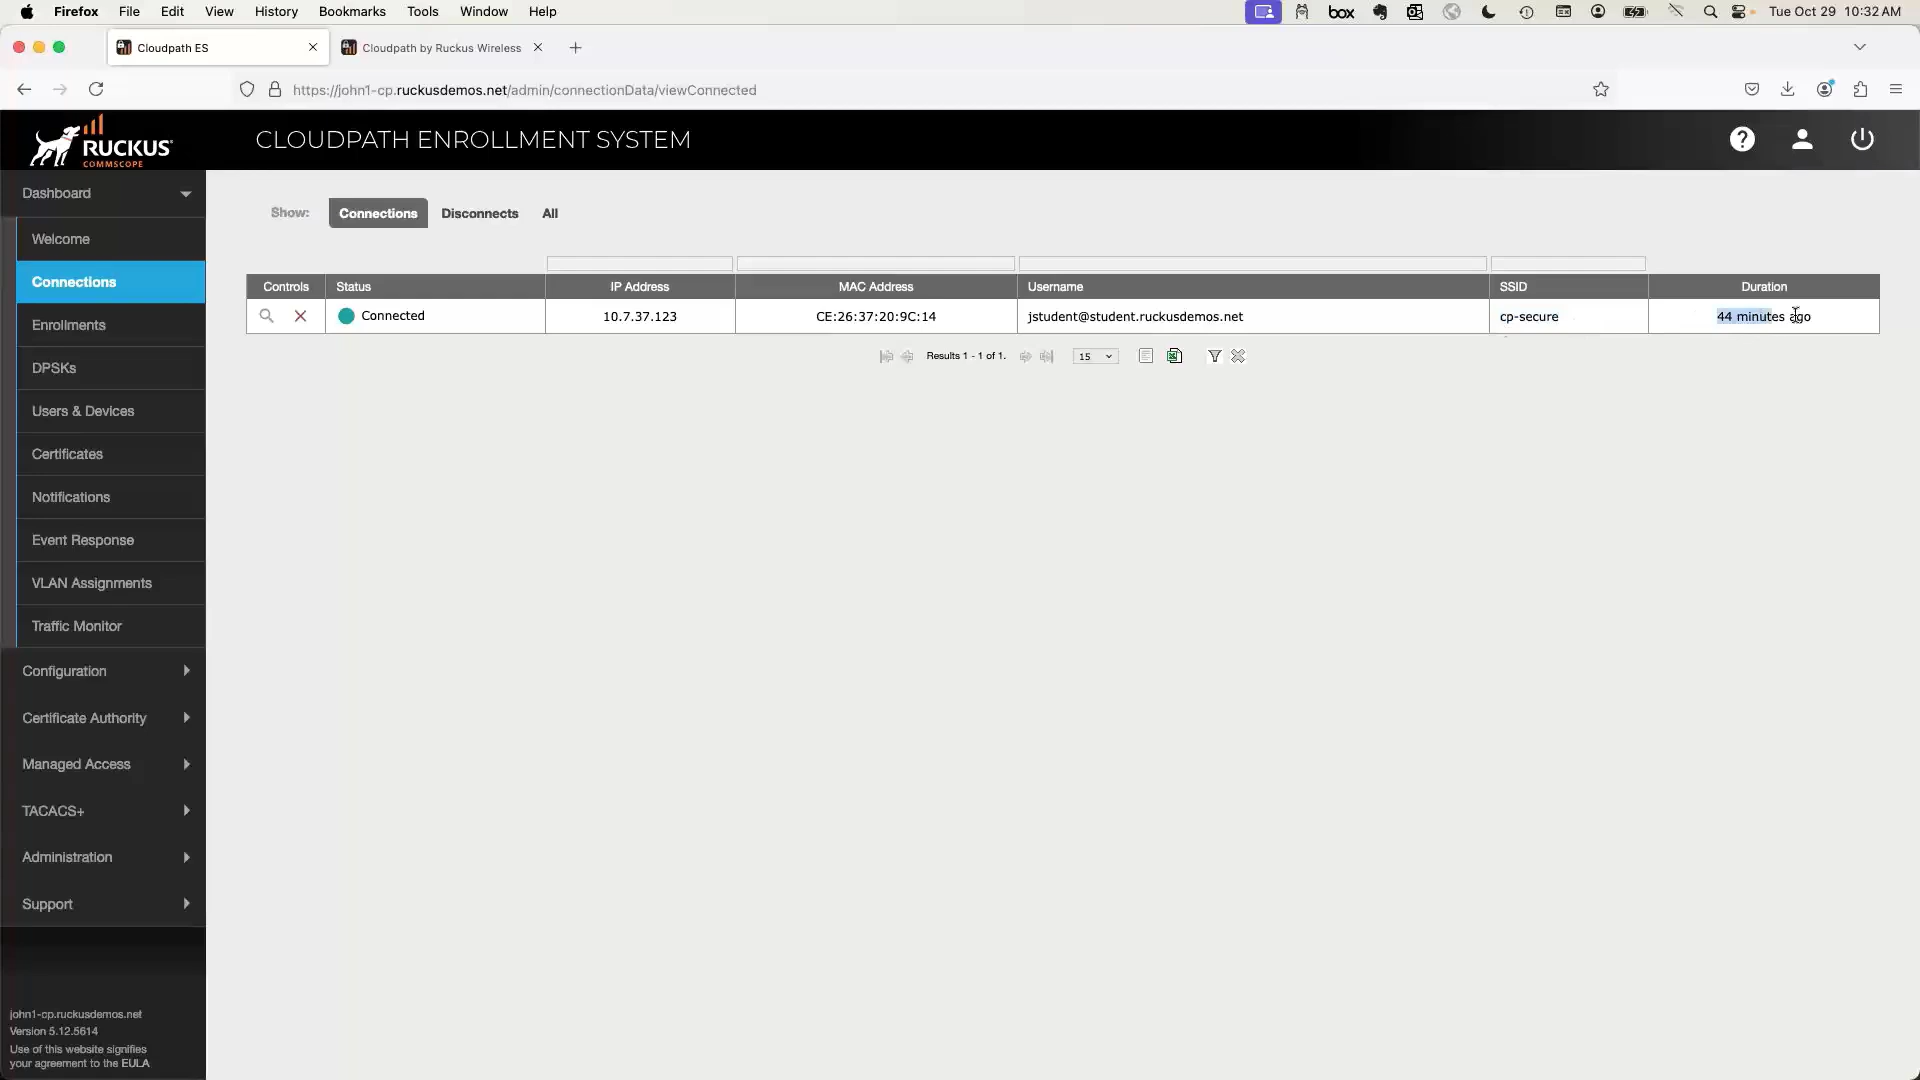 Firefox File Edit View History Bookmarks Tools Window Help box Tue Oct 29 10:32 AM
Cloudpath ES
Cloudpath by Ruckus Wireless
https://john1-cp.ruckusdemos.net/admin/connectionData/viewConnected
RUCKUS
COMMSCOPE
CLOUDPATH ENROLLMENT SYSTEM
Dashboard
Welcome
Connections
Enrollments
DPSKs
Users & Devices
Certificates
Notifications
Event Response
VLAN Assignments
Traffic Monitor
Configuration
Certificate Authority
Managed Access
TACACS+
Administration
Support
john1-cp.ruckusdemos.net
Version 5.12.5614
Use of this website signifies
your agreement to the EULA
Show: Connections Disconnects All
Controls Status IP Address MAC Address Username SSID Duration
Connected 10.7.37.123 CE:26:37:20:9C:14 jstudent@student.ruckusdemos.net cp-secure 44 minutes ago
Results 1 - 1 of 1. 15